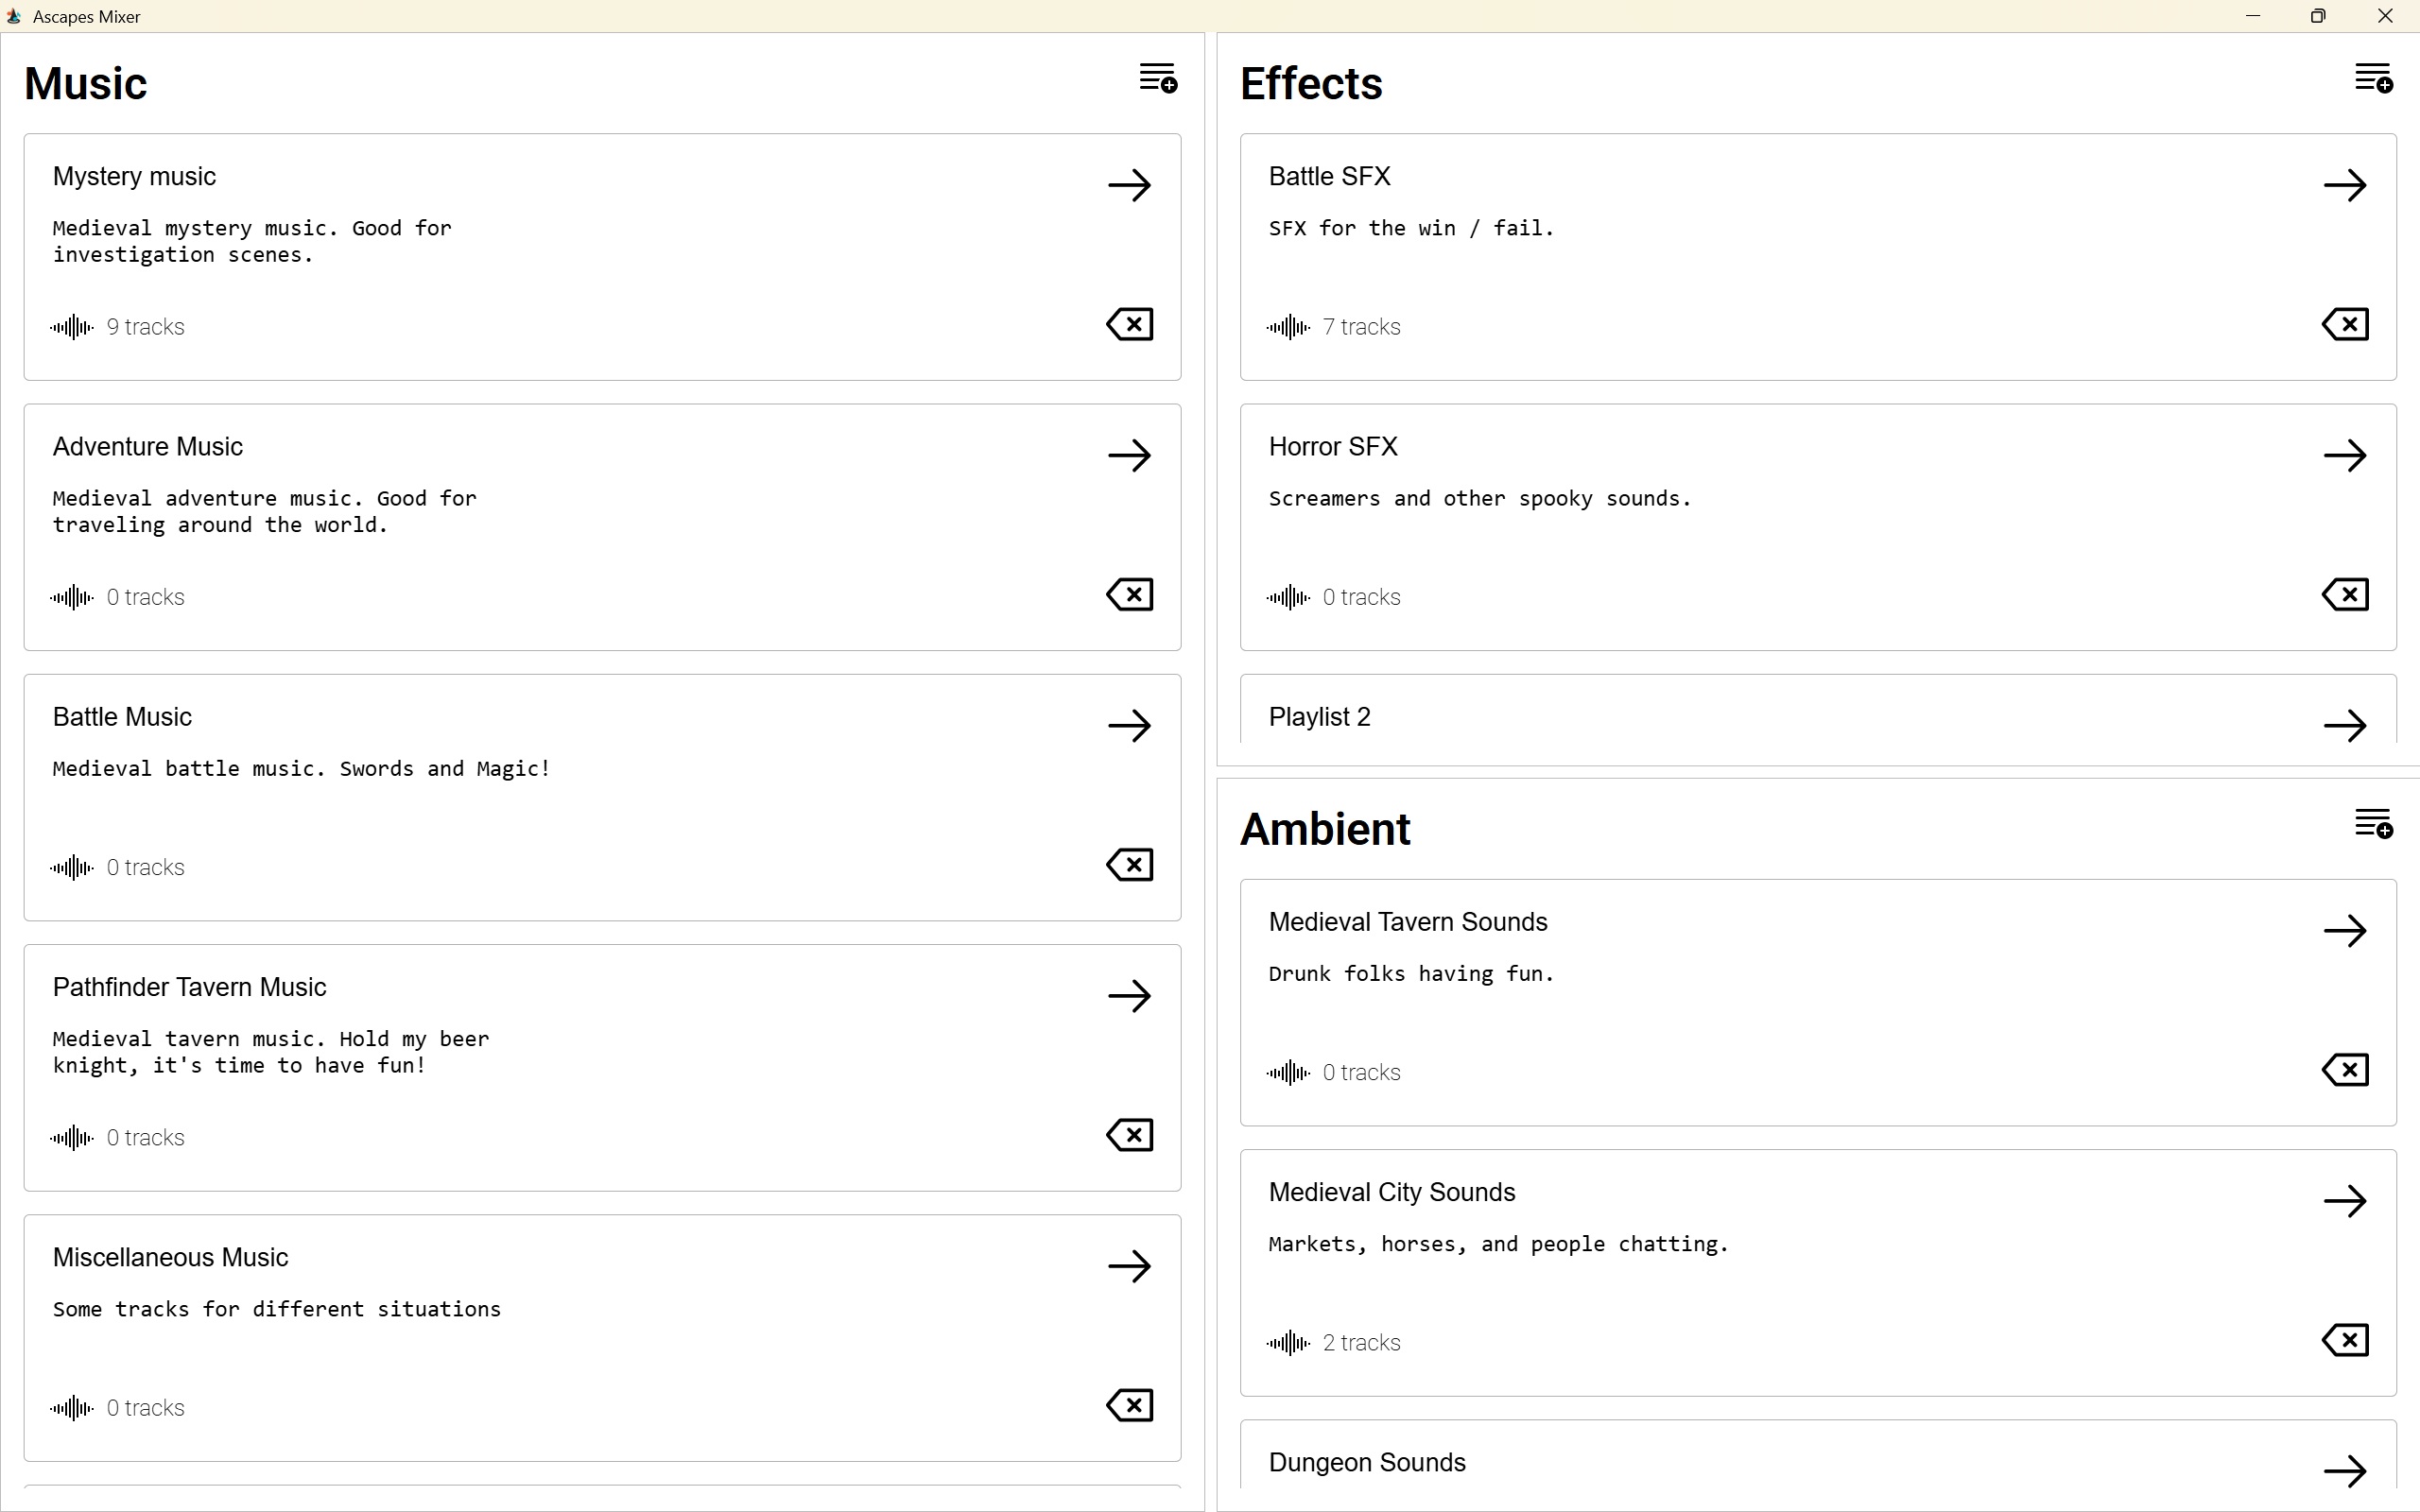 Ascapes Mixer
Music
Mystery music
Medieval mystery music. Good for
investigation scenes.
9 tracks
Adventure Music
Medieval adventure music. Good for
traveling around the world.
0 tracks
Battle Music
Medieval battle music. Swords and Magic!
0 tracks
Pathfinder Tavern Music
Medieval tavern music. Hold my beer
knight, it's time to have fun!
0 tracks
Miscellaneous Music
Some tracks for different situations
0 tracks
Effects
Battle SFX
SFX for the win / fail.
7 tracks
Horror SFX
Screamers and other spooky sounds.
0 tracks
Playlist 2
Ambient
Medieval Tavern Sounds
Drunk folks having fun.
0 tracks
Medieval City Sounds
Markets, horses, and people chatting.
2 tracks
Dungeon Sounds